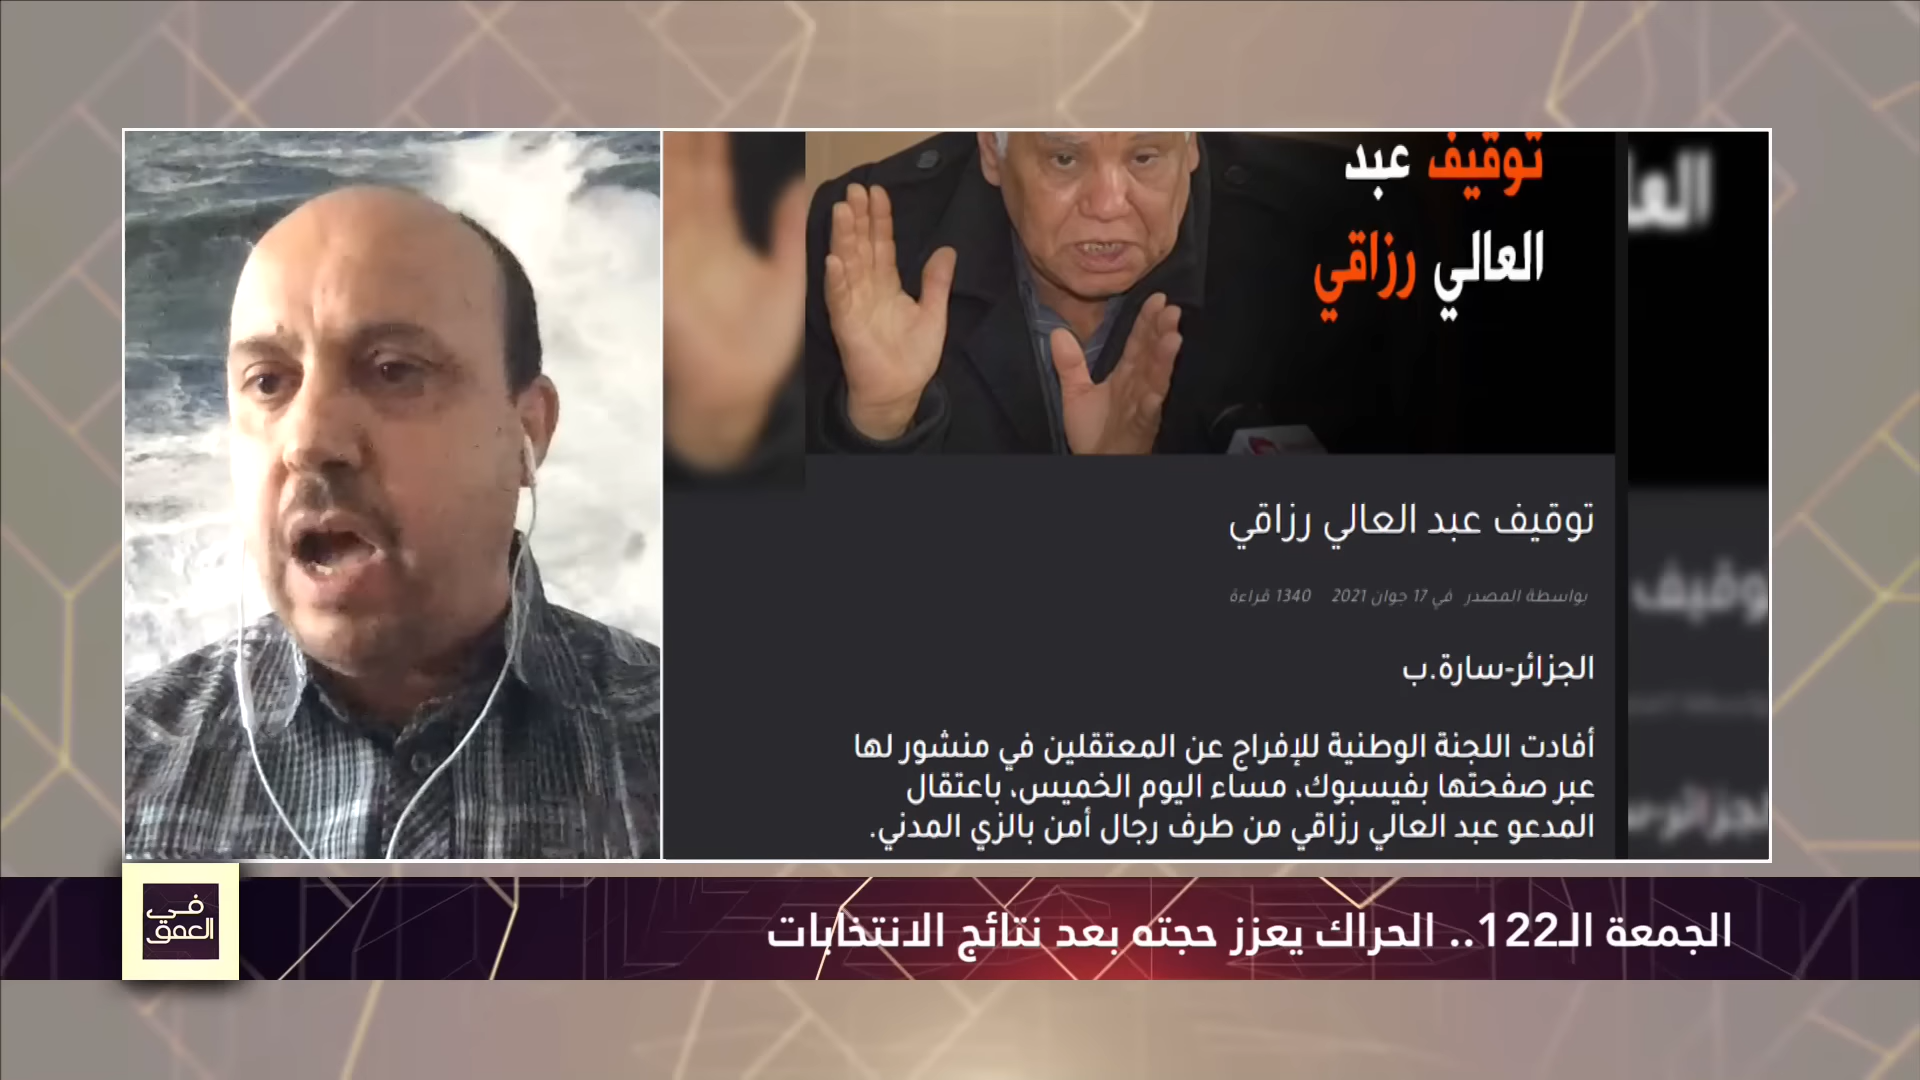 توقيف عبد
العالي رزاقي
العا
توقيف عبد العالي رزاقي
بواسطة المصدر في 17 جوان 2021 1340 قراءة
وقيف
الجزائر-سارة.ب
أفادت اللجنة الوطنية للإفراج عن المعتقلين في منشور لها
عبر صفحتها بفيسبوك، مساء اليوم الخميس، باعتقال
المدعو عبد العالي رزاقي من طرف رجال أمن بالزي المدني.
في
العمق
الجمعة الـ122.. الحراك يعزز حجته بعد نتائج الانتخابات